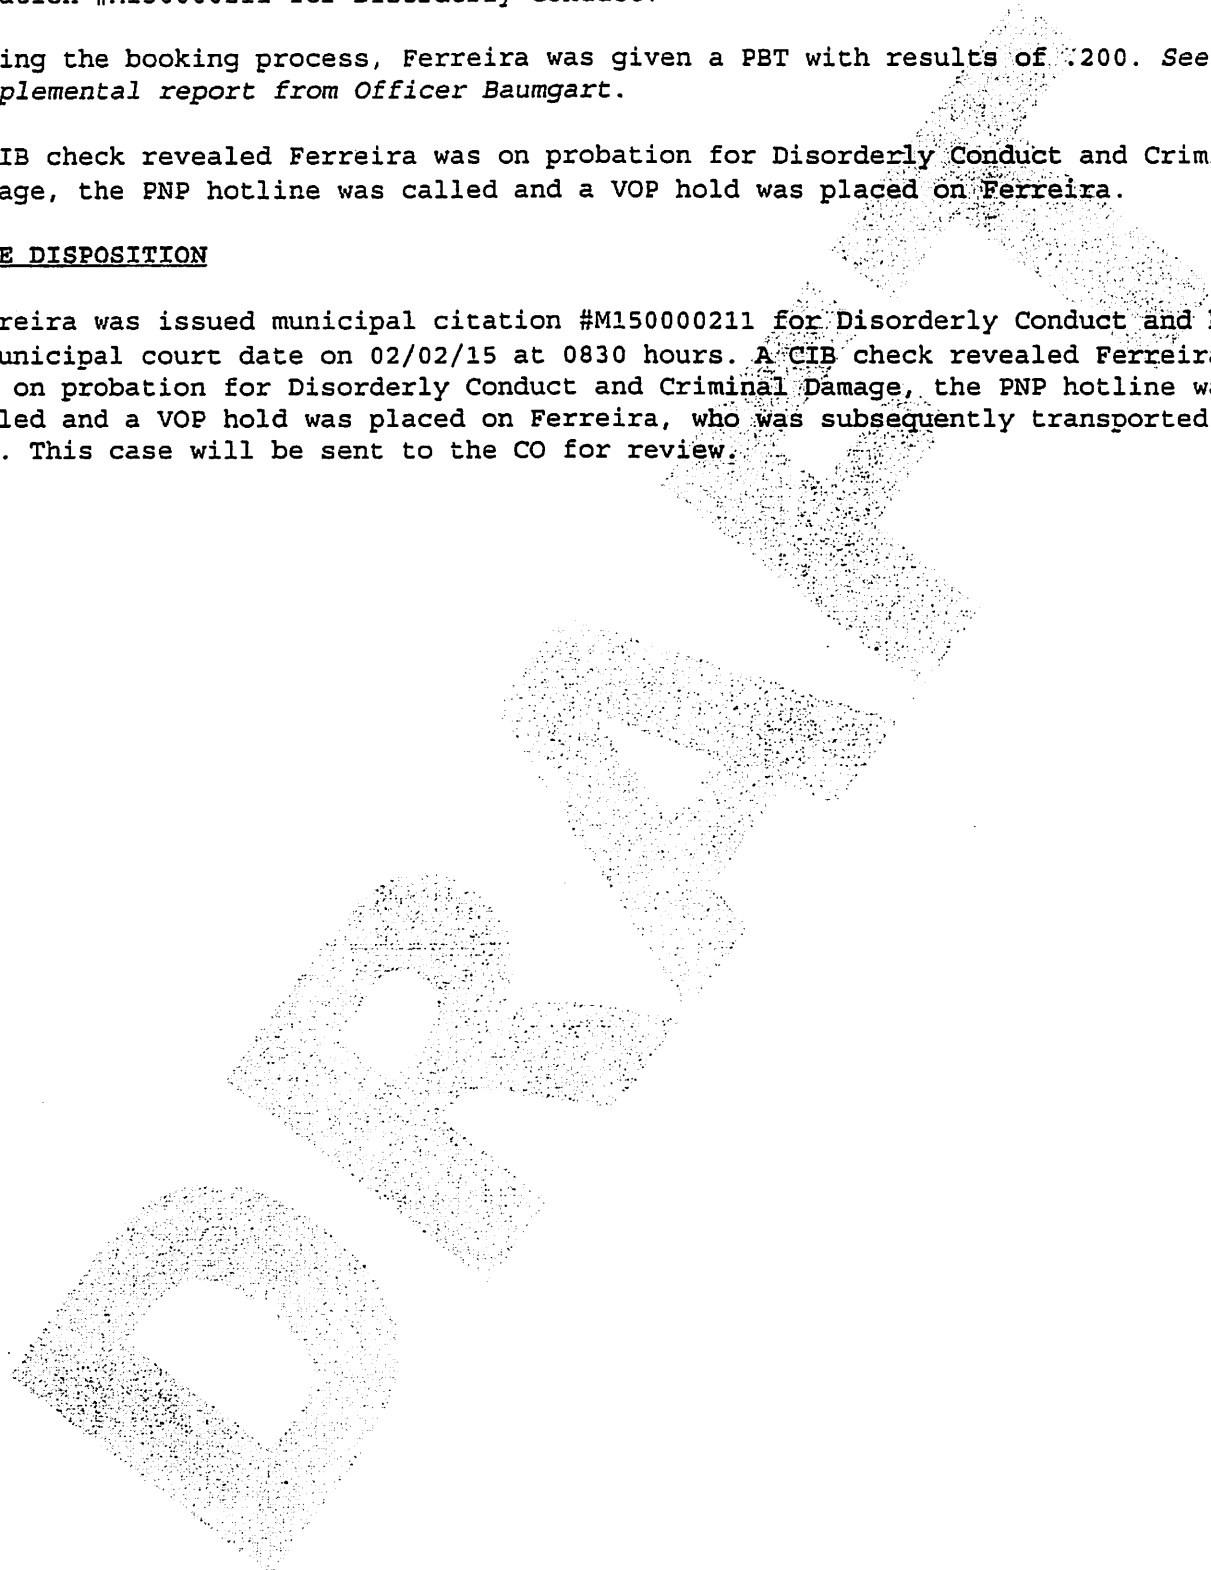 ing the booking process, Ferreira was given a PBT with results of .200. See
plemental report from Officer Baumgart.
IB check revealed Ferreira was on probation for Disorderly Conduct and Crim
age, the PNP hotline was called and a VOP hold was placed on Ferreira.
E DISPOSITION
reira was issued municipal citation #M150000211 for Disorderly Conduct and
unicipal court date on 02/02/15 at 0830 hours. A CIB check revealed Ferreira
on probation for Disorderly Conduct and Criminal Damage, the PNP hotline wa
led and a VOP hold was placed on Ferreira, who was subsequently transported
. This case will be sent to the CO for review.
DRAFT